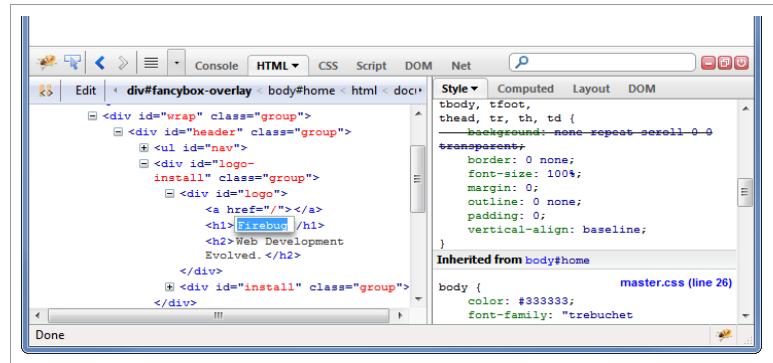 Console HTML CSS Script DOM Net
Edit < div#fancybox-overlay < body#home < html < docu
Style Computed Layout DOM
<div id="wrap" class="group">
<div id="header" class="group">
<ul id="nav">
<div id="logo-
install" class="group">
<div id="logo">
<a href="/"></a>
<h1>Firebug</h1>
<h2>Web Development
Evolved.</h2>
</div>
<div id="install" class="group">
</div>
tbody, tfoot,
thead, tr, th, td {
background: none repeat scroll 0 0
transparent;
border: 0 none;
font-size: 100%;
margin: 0;
outline: 0 none;
padding: 0;
vertical-align: baseline;
}
Inherited from body#home
master.css (line 26)
body {
color: #333333;
font-family: "trebuchet
Done